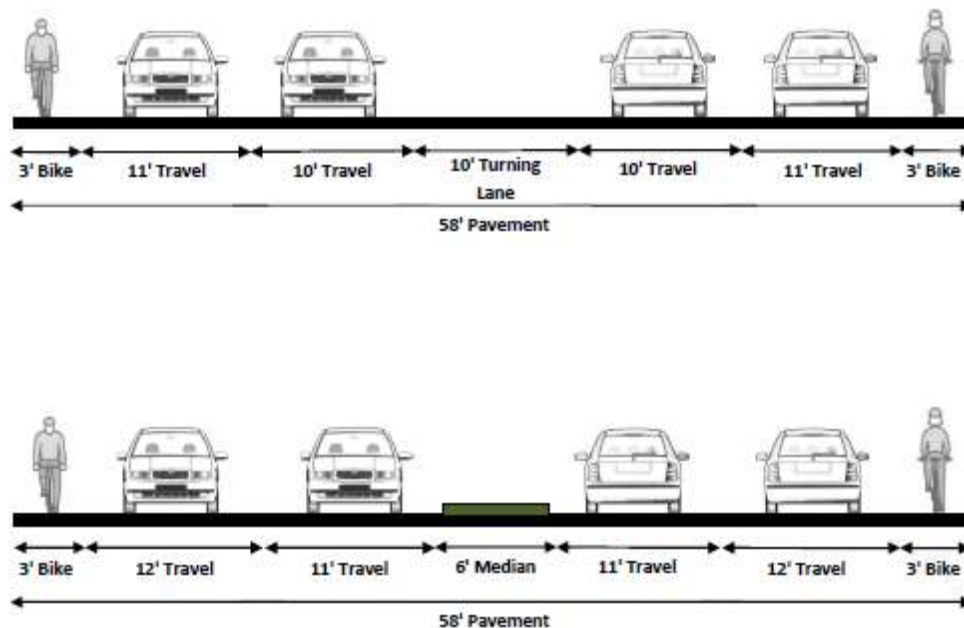 3' Bike
11' Travel
10' Travel
10' Turning
Lane
10' Travel
11' Travel
3' Bike
58' Pavement
3' Bike
12' Travel
11' Travel
6' Median
11' Travel
12' Travel
3' Bike
58' Pavement